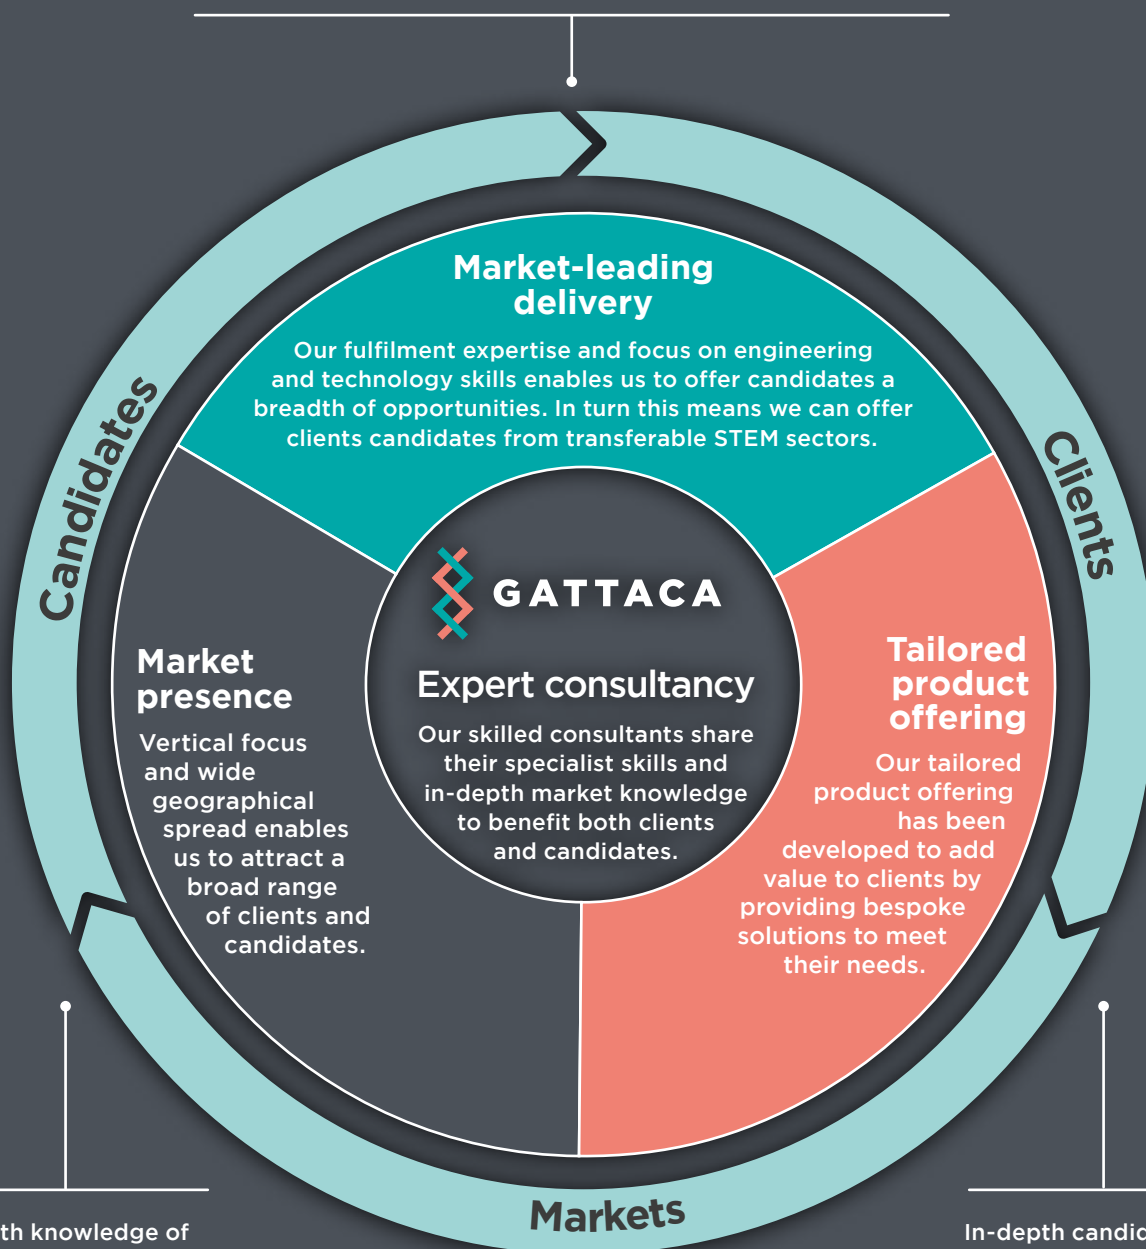 Market-leading
delivery
Our fulfilment expertise and focus on engineering
and technology skills enables us to offer candidates a
breadth of opportunities. In turn this means we can offer
clients candidates from transferable STEM sectors.
Candidates
Clients
GATTACA
Expert consultancy
Our skilled consultants share
their specialist skills and
in-depth market knowledge
to benefit both clients
and candidates.
Market
presence
Vertical focus
and wide
geographical
spread enables
us to attract a
broad range
of clients and
candidates.
Tailored
product
offering
Our tailored
product offering
has been
developed to add
value to clients by
providing bespoke
solutions to meet
their needs.
Markets
knowledge of
In-depth